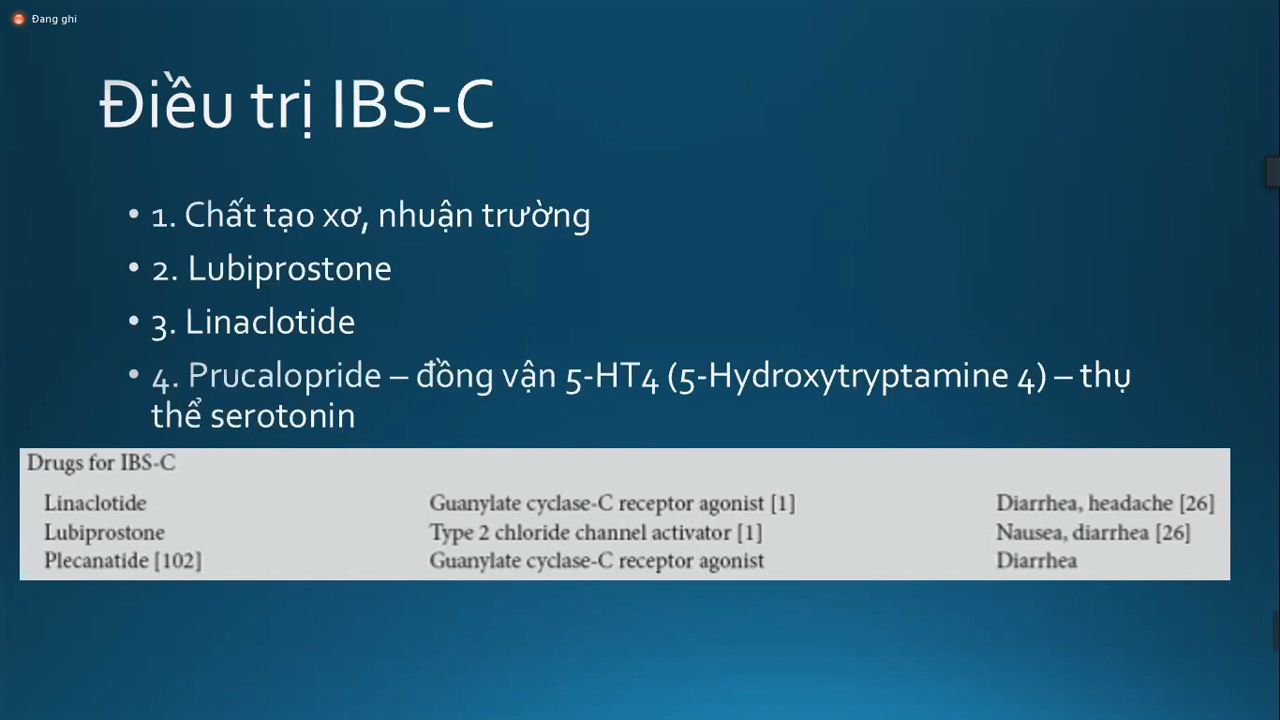 Đang ghi
Điều trị IBS-C
• 1. Chất tạo xơ, nhuận trường
• 2. Lubiprostone
• 3. Linaclotide
• 4. Prucalopride – đồng vận 5-HT4 (5-Hydroxytryptamine 4) – thụ
thể serotonin
Drugs for IBS-C
Linaclotide Guanylate cyclase-C receptor agonist [1] Diarrhea, headache [26]
Lubiprostone Type 2 chloride channel activator [1] Nausea, diarrhea [26]
Plecanatide [102] Guanylate cyclase-C receptor agonist Diarrhea